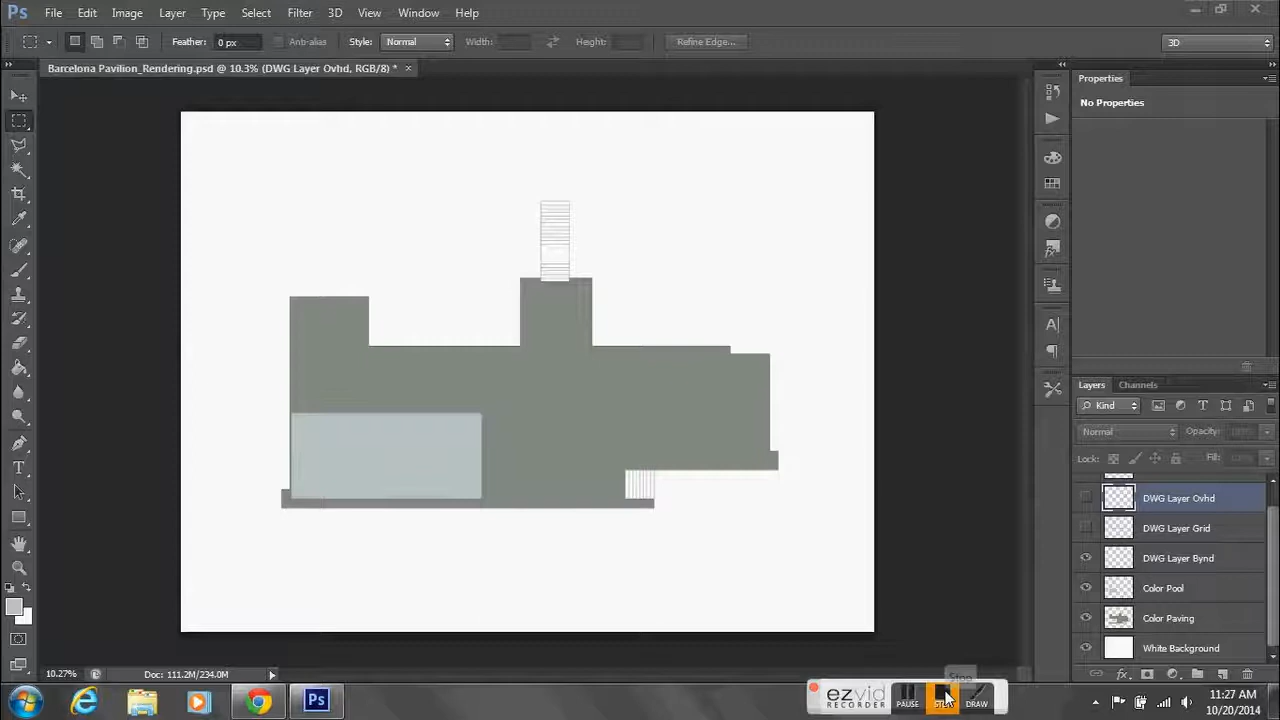 Ps File Edit Image Layer Type Select Filter 3D View Window Help
Feather: 0 px Anti-alias Style: Normal Width: Height: Refine Edge... 3D
Barcelona Pavilion_Rendering.psd @ 10.3% (DWG Layer Ovhd, RGB/8) * ×
Properties
No Properties
Layers Channels
Kind
Normal Opacity:
Lock: Fill:
DWG Layer Ovhd
DWG Layer Grid
DWG Layer Bynd
Color Pool
Color Paving
White Background
10.27% Doc: 111.2M/234.0M
Stop
ezvid
RECORDER
PAUSE
STOP
DRAW
Ps
11:27 AM
10/20/2014